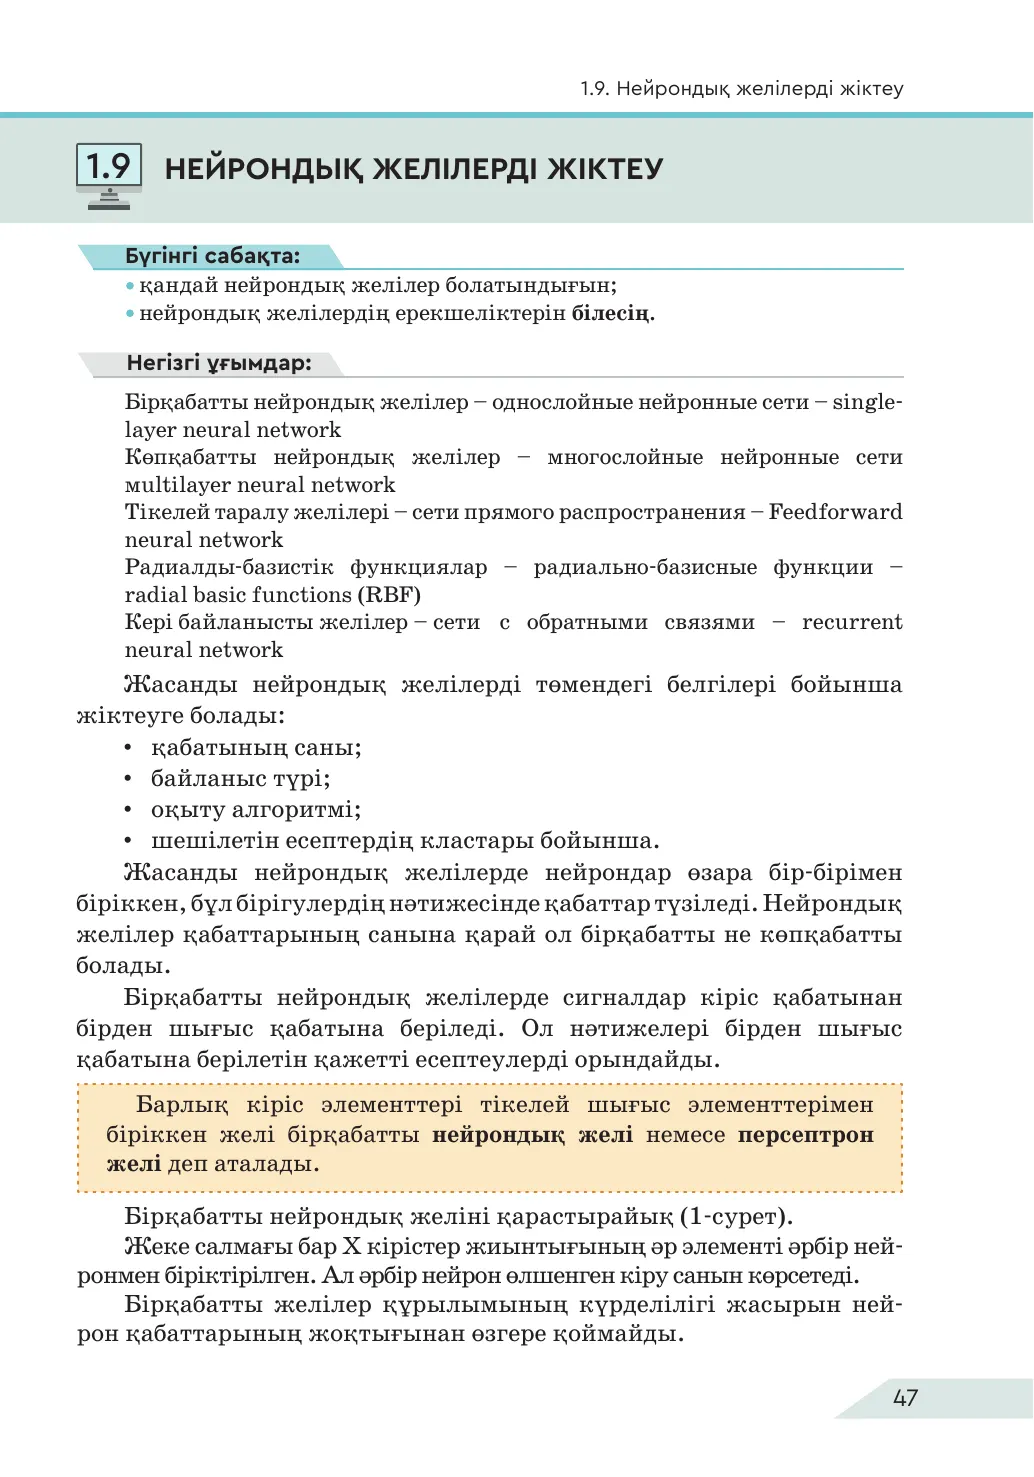 1.9. Нейрондық желілерді жіктеу
1.9 НЕЙРОНДЫҚ ЖЕЛІЛЕРДІ ЖІКТЕУ
Бүгінгі сабақта:
• қандай нейрондық желілер болатындығын;
• нейрондық желілердің ерекшеліктерін білесің.
Негізгі ұғымдар:
Бірқабатты нейрондық желілер – однослойные нейронные сети – single-
layer neural network
Көпқабатты нейрондық желілер – многослойные нейронные сети
multilayer neural network
Тікелей таралу желілері – сети прямого распространения – Feedforward
neural network
Радиалды-базистік функциялар – радиально-базисные функции –
radial basic functions (RBF)
Кері байланысты желілер – сети с обратными связями – recurrent
neural network
Жасанды нейрондық желілерді төмендегі белгілері бойынша
жіктеуге болады:
• қабатының саны;
• байланыс түрі;
• оқыту алгоритмі;
• шешілетін есептердің кластары бойынша.
Жасанды нейрондық желілерде нейрондар өзара бір-бірімен
біріккен, бұл бірігулердің нәтижесінде қабаттар түзіледі. Нейрондық
желілер қабаттарының санына қарай ол бірқабатты не көпқабатты
болады.
Бірқабатты нейрондық желілерде сигналдар кіріс қабатынан
бірден шығыс қабатына беріледі. Ол нәтижелері бірден шығыс
қабатына берілетін қажетті есептеулерді орындайды.
Барлық кіріс элементтері тікелей шығыс элементтерімен
біріккен желі бірқабатты нейрондық желі немесе персептрон
желі деп аталады.
Бірқабатты нейрондық желіні қарастырайық (1-сурет).
Жеке салмағы бар X кірістер жиынтығының әр элементі әрбір ней-
ронмен біріктірілген. Ал әрбір нейрон өлшенген кіру санын көрсетеді.
Бірқабатты желілер құрылымының күрделілігі жасырын ней-
рон қабаттарының жоқтығынан өзгере қоймайды.
47